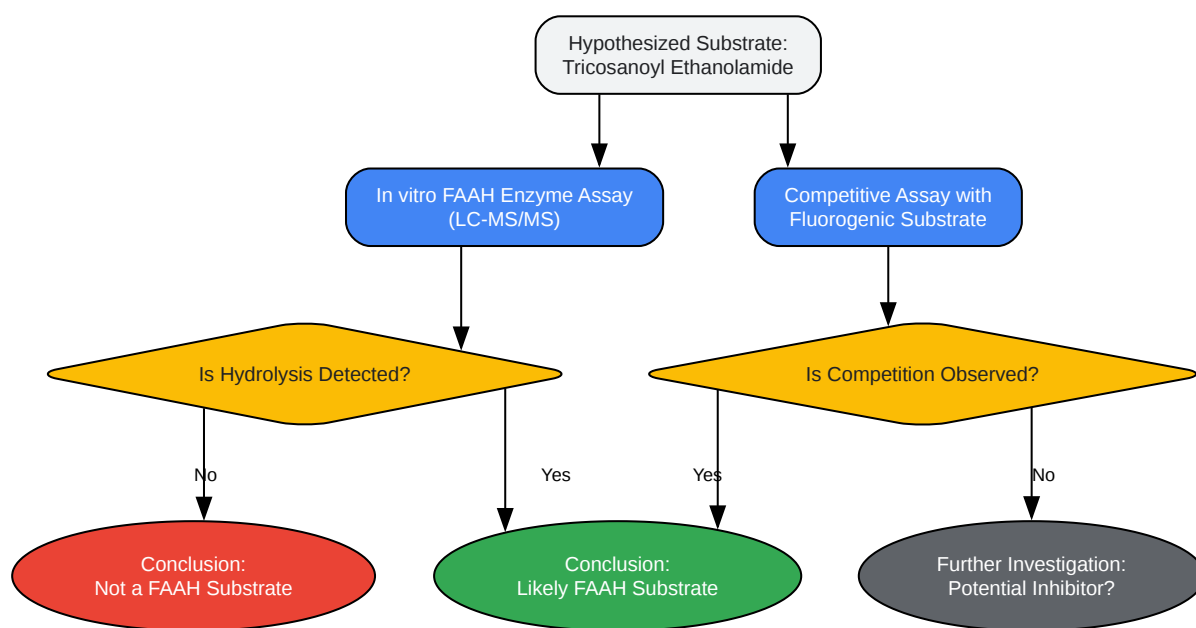 Hypothesized Substrate:
Tricosanoyl Ethanolamide
In vitro FAAH Enzyme Assay
(LC-MS/MS)
Competitive Assay with
Fluorogenic Substrate
Is Hydrolysis Detected?
Is Competition Observed?
No
Yes
Yes
No
Conclusion:
Not a FAAH Substrate
Conclusion:
Likely FAAH Substrate
Further Investigation:
Potential Inhibitor?